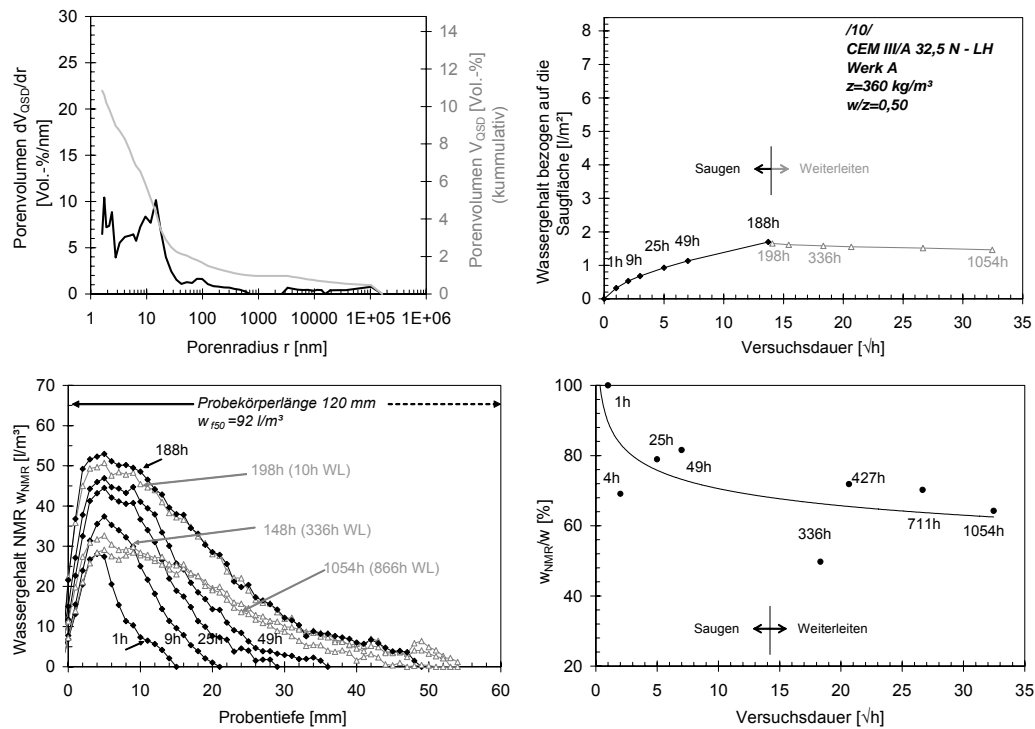 Porenvolumen dV_QSD/dr
[Vol.-%/nm]
30
25
20
15
10
5
0
14
12
10
8
6
4
2
0
Porenvolumen V_QSD [Vol.-%]
(kummulativ)
1 10 100 1000 10000 1E+05 1E+06
Porenradius r [nm]
Wassergehalt bezogen auf die
Saugfläche [l/m²]
8
7
6
5
4
3
2
1
0
/10/
CEM III/A 32,5 N - LH
Werk A
z=360 kg/m³
w/z=0,50
Saugen Weiterleiten
1h 9h 25h 49h 188h
198h 336h 1054h
0 5 10 15 20 25 30 35
Versuchsdauer [√h]
Wassergehalt NMR w_NMR [l/m³]
70
60
50
40
30
20
10
0
Probekörperlänge 120 mm
w_f50 =92 l/m³
188h
198h (10h WL)
148h (336h WL)
1054h (866h WL)
1h 9h 25h 49h
0 10 20 30 40 50 60
Probentiefe [mm]
w_NMR/w [%]
100
80
60
40
20
1h
25h
49h
4h
427h
711h
336h
1054h
Saugen Weiterleiten
0 5 10 15 20 25 30 35
Versuchsdauer [√h]